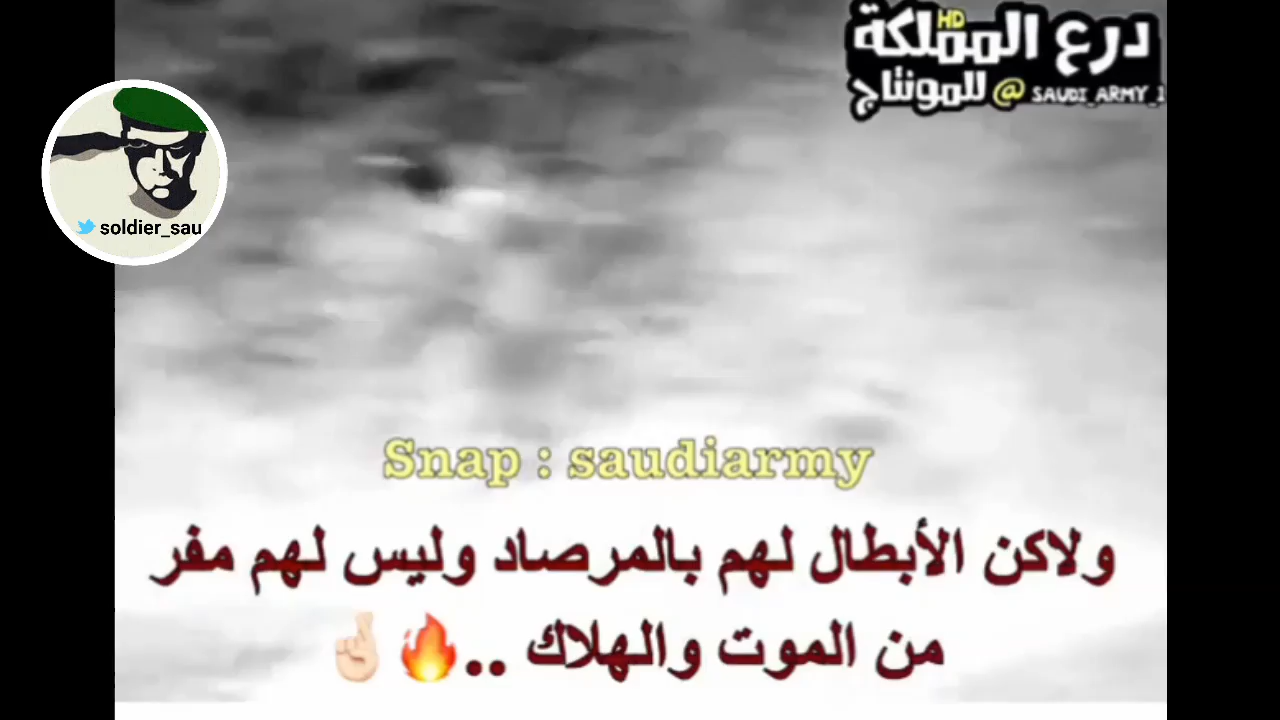 درع المملكة HD
للمونتاج @ SAUDI_ARMY_1
soldier_sau
Snap : saudiarmy
ولاكن الأبطال لهم بالمرصاد وليس لهم مفر
من الموت والهلاك ..🔥🤞🏻